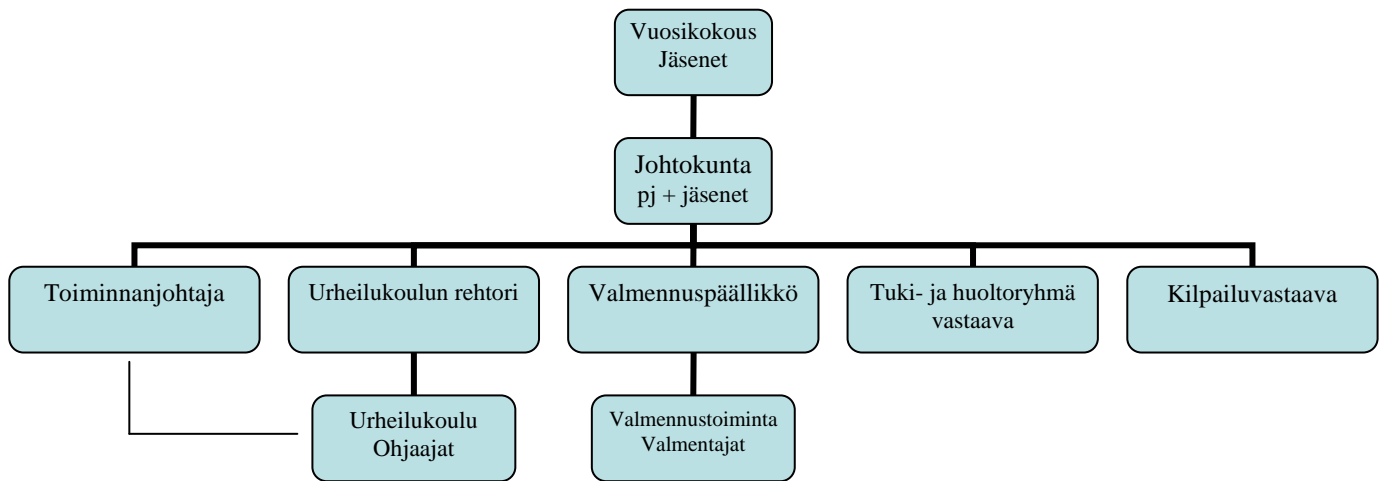 Vuosikokous
Jäsenet
Johtokunta
pj + jäsenet
Toiminnanjohtaja
Urheilukoulun rehtori
Valmennuspäällikkö
Tuki- ja huoltoryhmä
vastaava
Kilpailuvastaava
Urheilukoulu
Ohjaajat
Valmennustoiminta
Valmentajat